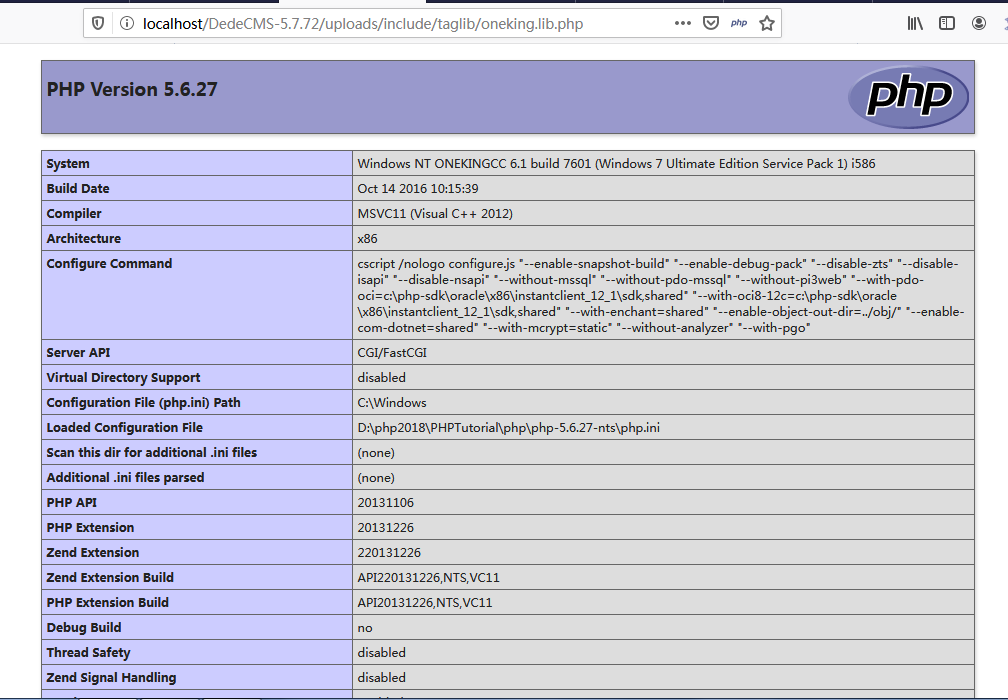 localhost/DedeCMS-5.7.72/uploads/include/taglib/oneking.lib.php
php
PHP Version 5.6.27
php
System Windows NT ONEKINGCC 6.1 build 7601 (Windows 7 Ultimate Edition Service Pack 1) i586
Build Date Oct 14 2016 10:15:39
Compiler MSVC11 (Visual C++ 2012)
Architecture x86
Configure Command cscript /nologo configure.js "--enable-snapshot-build" "--enable-debug-pack" "--disable-zts" "--disable-
isapi" "--disable-nsapi" "--without-mssql" "--without-pdo-mssql" "--without-pi3web" "--with-pdo-
oci=c:\php-sdk\oracle\x86\instantclient_12_1\sdk,shared" "--with-oci8-12c=c:\php-sdk\oracle
\x86\instantclient_12_1\sdk,shared" "--with-enchant=shared" "--enable-object-out-dir=../obj/" "--enable-
com-dotnet=shared" "--with-mcrypt=static" "--without-analyzer" "--with-pgo"
Server API CGI/FastCGI
Virtual Directory Support disabled
Configuration File (php.ini) Path C:\Windows
Loaded Configuration File D:\php2018\PHPTutorial\php\php-5.6.27-nts\php.ini
Scan this dir for additional .ini files (none)
Additional .ini files parsed (none)
PHP API 20131106
PHP Extension 20131226
Zend Extension 220131226
Zend Extension Build API220131226,NTS,VC11
PHP Extension Build API20131226,NTS,VC11
Debug Build no
Thread Safety disabled
Zend Signal Handling disabled